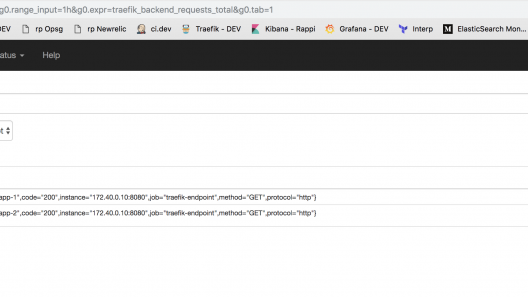 g0.range_input=1h&g0.expr=traefik_backend_requests_total&g0.tab=1
DEV rp Opsg rp Newrelic ci.dev Traefik - DEV Kibana - Rappi Grafana - DEV Interp ElasticSearch Mon...
atus Help
app-1",code="200",instance="172.40.0.10:8080",job="traefik-endpoint",method="GET",protocol="http"}
app-2",code="200",instance="172.40.0.10:8080",job="traefik-endpoint",method="GET",protocol="http"}